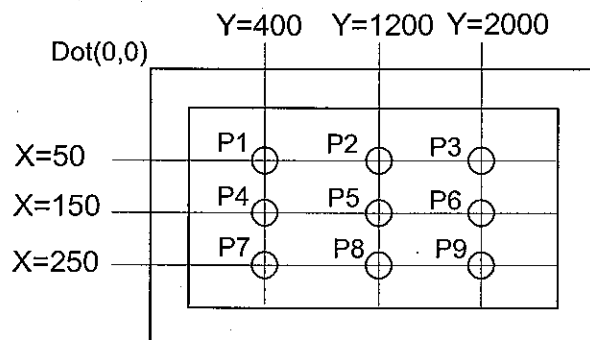 Y=400 Y=1200 Y=2000
Dot(0,0)
X=50 P1 P2 P3
X=150 P4 P5 P6
X=250 P7 P8 P9